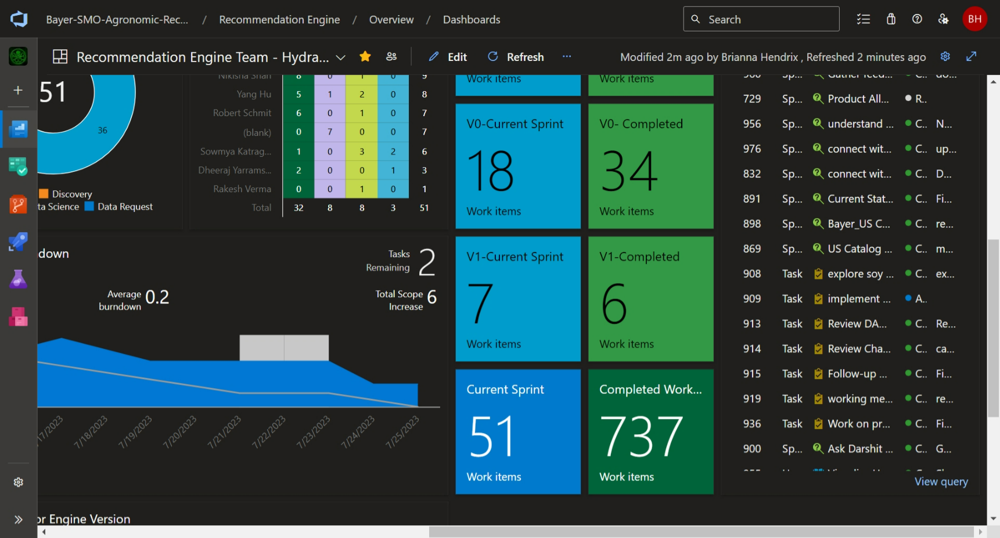 Bayer-SMO-Agronomic-Rec... / Recommendation Engine / Overview / Dashboards
Search
BH
Recommendation Engine Team - Hydra...
Edit
Refresh
Modified 2m ago by Brianna Hendrix , Refreshed 2 minutes ago
51
36
Discovery
ta Science
Data Request
Nikisha Shah 8 0 1 0 9
Yang Hu 5 1 2 0 8
Robert Schmit 6 0 1 0 7
(blank) 0 7 0 0 7
Sowmya Katrag... 1 0 3 2 6
Dheeraj Yarrams... 2 0 0 1 3
Rakesh Verma 0 0 1 0 1
Total 32 8 8 3 51
down
Tasks
Remaining 2
Average
burndown 0.2
Total Scope
Increase 6
17/2023
7/18/2023
7/19/2023
7/20/2023
7/21/2023
7/22/2023
7/23/2023
7/24/2023
7/25/2023
or Engine Version
Work items
Work items
V0-Current Sprint
18
Work items
V0- Completed
34
Work items
V1-Current Sprint
7
Work items
V1-Completed
6
Work items
Current Sprint
51
Work items
Completed Work...
737
Work items
Sp... Gather feed... C.. do...
729 Sp... Product All... R..
956 Sp... understand ... C.. N...
976 Sp... connect wit... C.. up...
832 Sp... connect wit... C.. D...
891 Sp... Current Stat... C.. Fi...
898 Sp... Bayer_US C... C.. re...
869 Sp... US Catalog ... C.. m...
908 Task explore soy ... C.. ex...
909 Task implement ... A..
913 Task Review DA... C.. Re...
914 Task Review Cha... C.. ca...
915 Task Follow-up ... C.. Fi...
919 Task working me... C.. re...
936 Task Work on pr... C.. Fi...
900 Sp... Ask Darshit ... C.. G...
View query